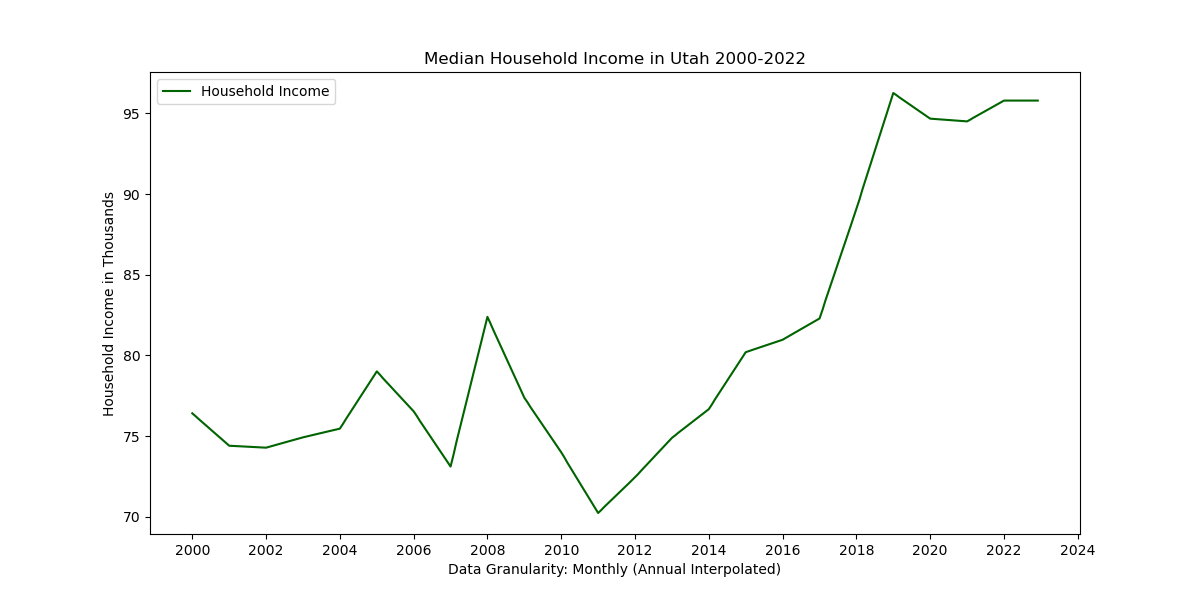 Median Household Income in Utah 2000-2022
Household Income
95
90
85
80
75
70
Household Income in Thousands
2000 2002 2004 2006 2008 2010 2012 2014 2016 2018 2020 2022 2024
Data Granularity: Monthly (Annual Interpolated)